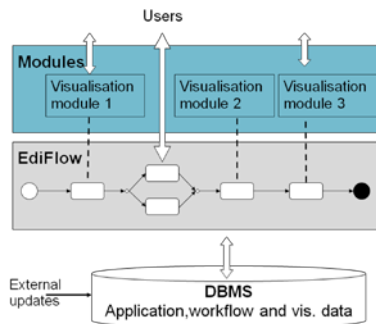 Users
Modules
Visualisation
module 1
Visualisation
module 2
Visualisation
module 3
EdiFlow
External
updates
DBMS
Application,workflow and vis. data